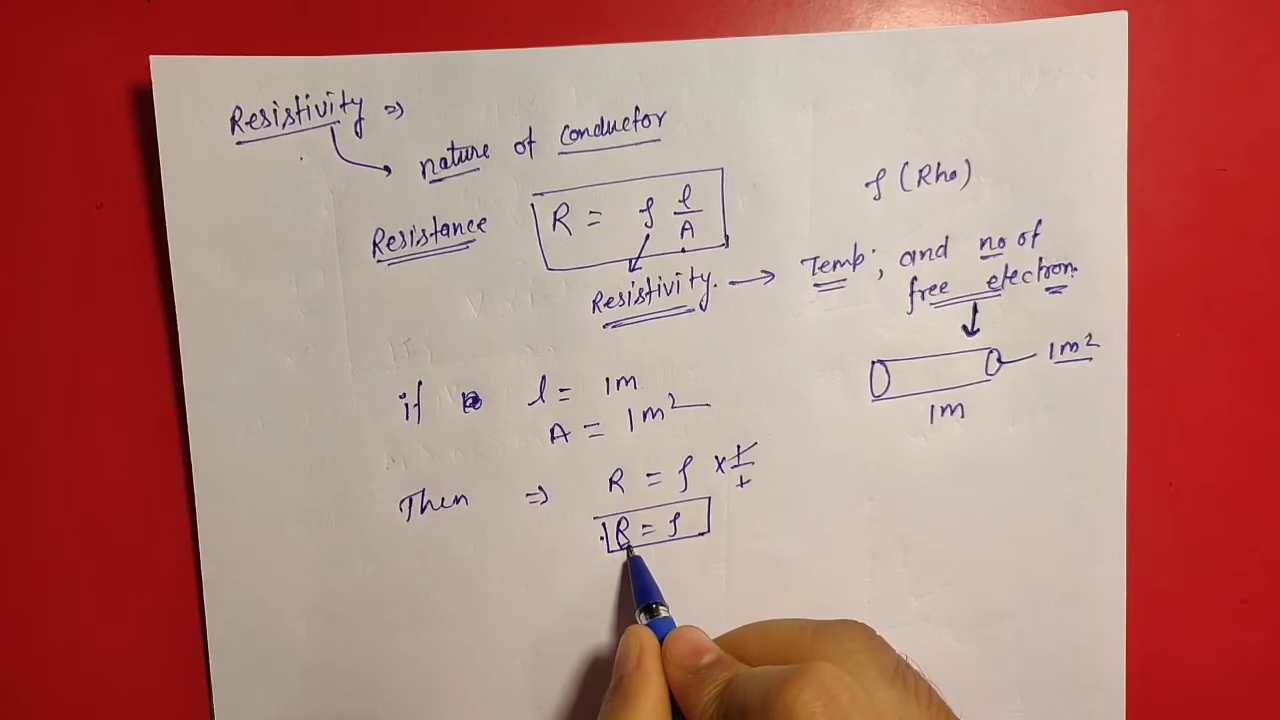 Resistivity ⇒
nature of conductor
Resistance R = ρ l/A
ρ (Rho)
Resistivity. → Temp; and no of
free electron.
1m²
1m
if l = 1m
A = 1m²
Then ⇒ R = ρ × 1/1
R = ρ